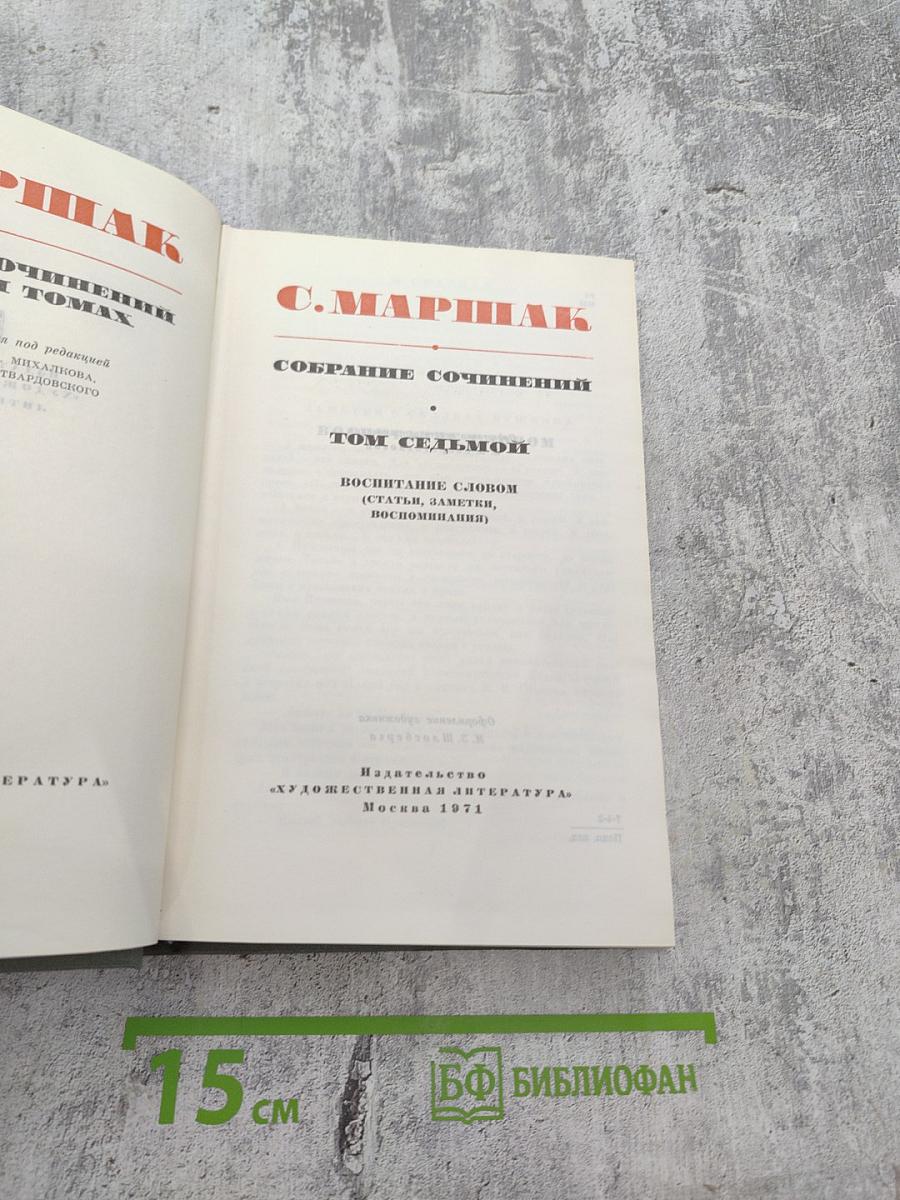 РШАК
ОЧИНЕНИЙ
ТОМАХ
под редакцией
МИХАЛКОВА,
ТВАРДОВСКОГО
ЕРАТУРА»
С. МАРШАК
СОБРАНИЕ СОЧИНЕНИЙ
ТОМ СЕДЬМОЙ
ВОСПИТАНИЕ СЛОВОМ
(СТАТЬИ, ЗАМЕТКИ,
ВОСПОМИНАНИЯ)
Издательство
«ХУДОЖЕСТВЕННАЯ ЛИТЕРАТУРА»
Москва 1971
15 см
БФ БИБЛИОФАН